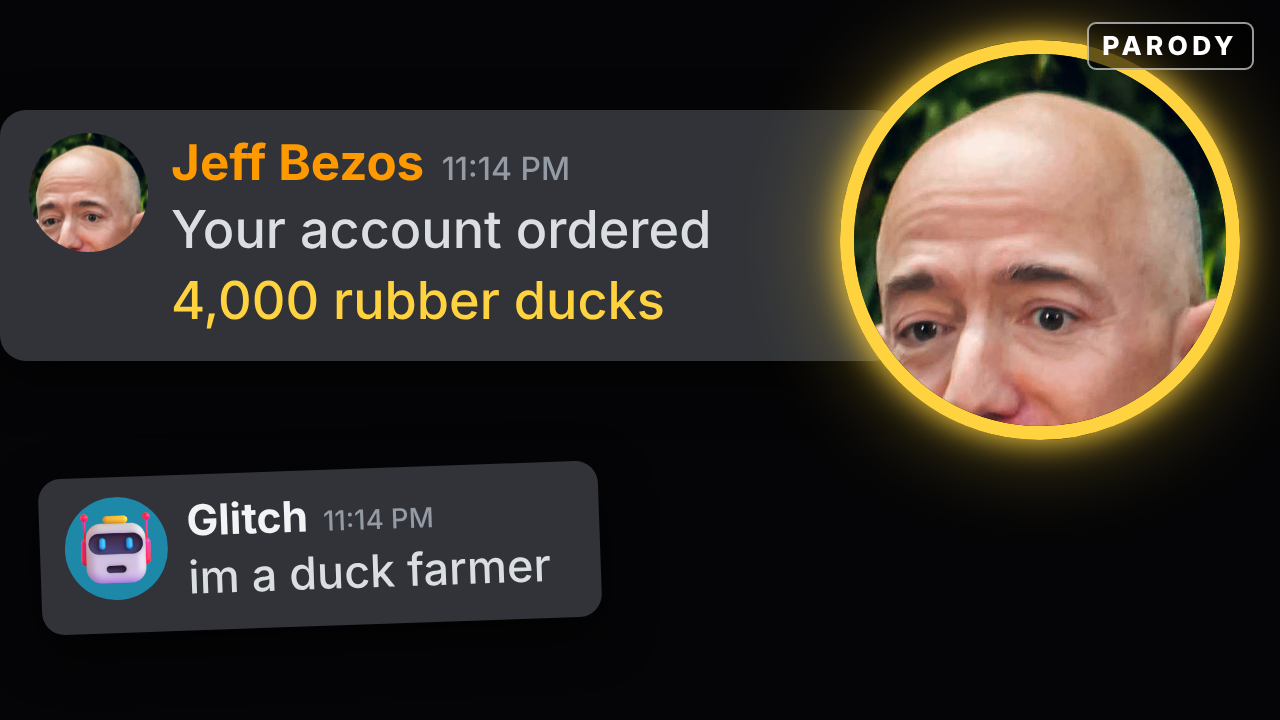 PARODY
Jeff Bezos 11:14 PM
Your account ordered
4,000 rubber ducks
Glitch 11:14 PM
im a duck farmer